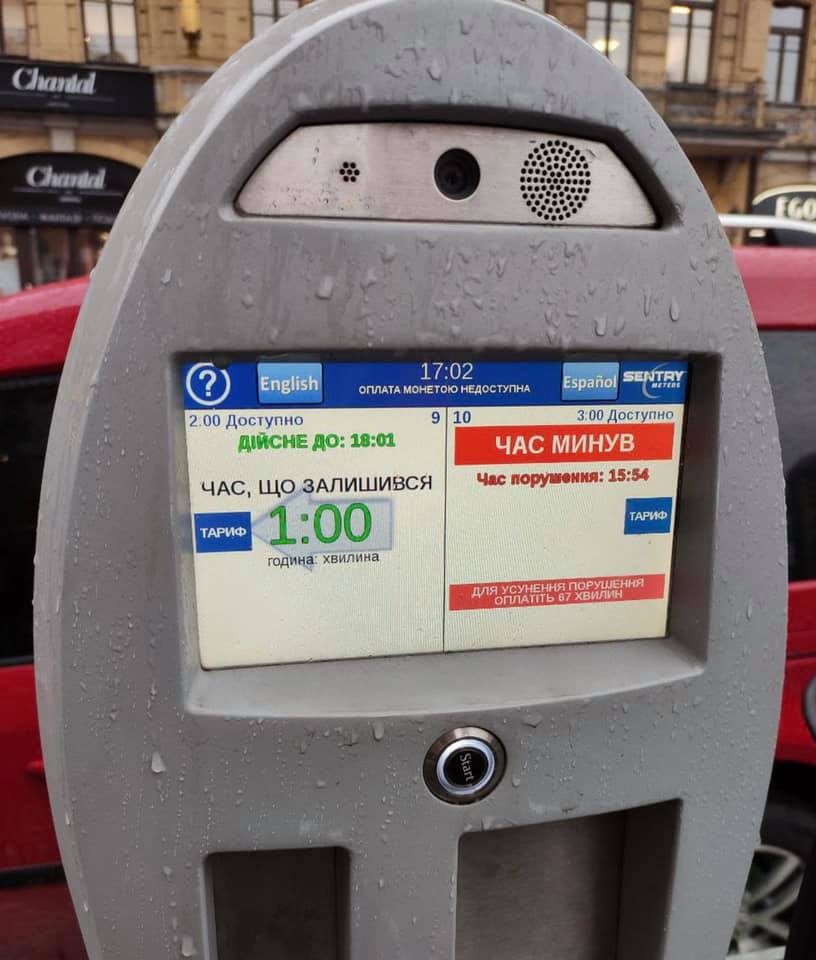 Chantal
Chantal
EGO
English
17:02
ОПЛАТА МОНЕТОЮ НЕДОСТУПНА
Español
SENTRY
METERS
2.00 Доступно 9
ДІЙСНЕ ДО: 18:01
ЧАС, ЩО ЗАЛИШИВСЯ
ТАРИФ
1:00
година: хвилина
10 3:00 Доступно
ЧАС МИНУВ
Час порушення: 15:54
ТАРИФ
ДЛЯ УСУНЕННЯ ПОРУШЕННЯ
ОПЛАТІТЬ 67 ХВИЛИН
Start